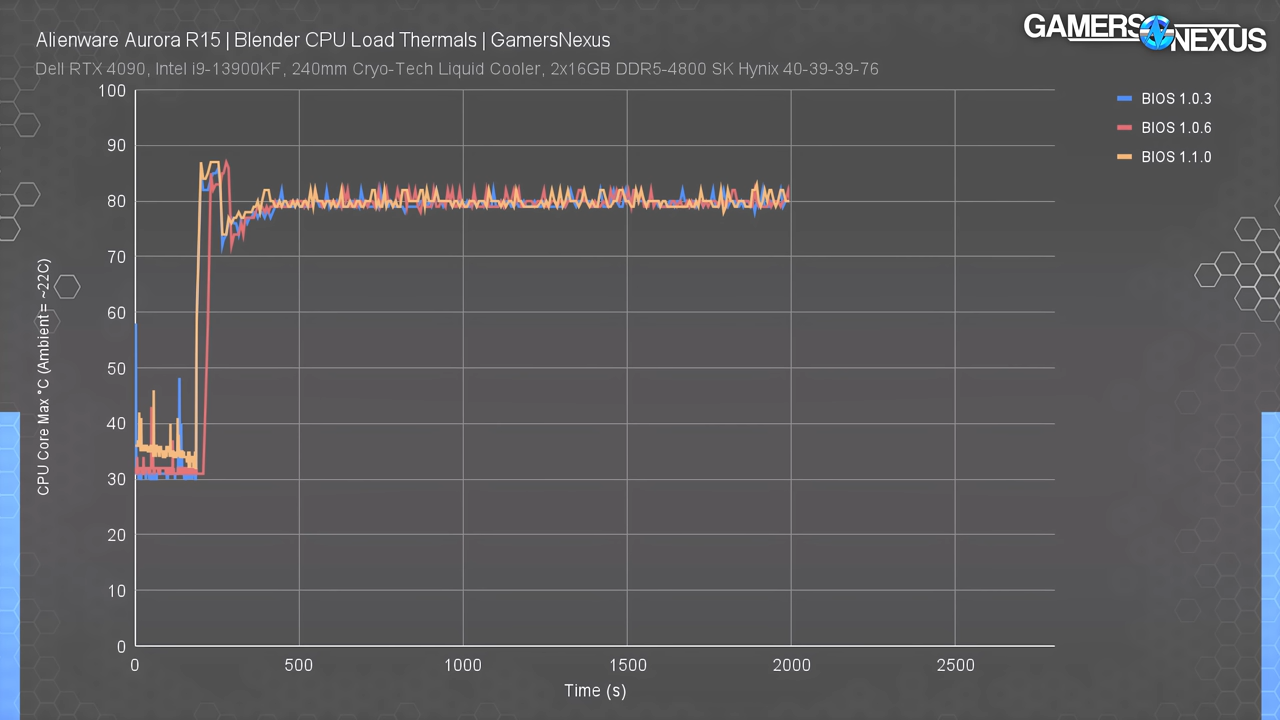 Alienware Aurora R15 | Blender CPU Load Thermals | GamersNexus
Dell RTX 4090, Intel i9-13900KF, 240mm Cryo-Tech Liquid Cooler, 2x16GB DDR5-4800 SK Hynix 40-39-39-76
GAMERS NEXUS
BIOS 1.0.3
BIOS 1.0.6
BIOS 1.1.0
CPU Core Max °C (Ambient = ~22C)
100
90
80
70
60
50
40
30
20
10
0
0 500 1000 1500 2000 2500
Time (s)